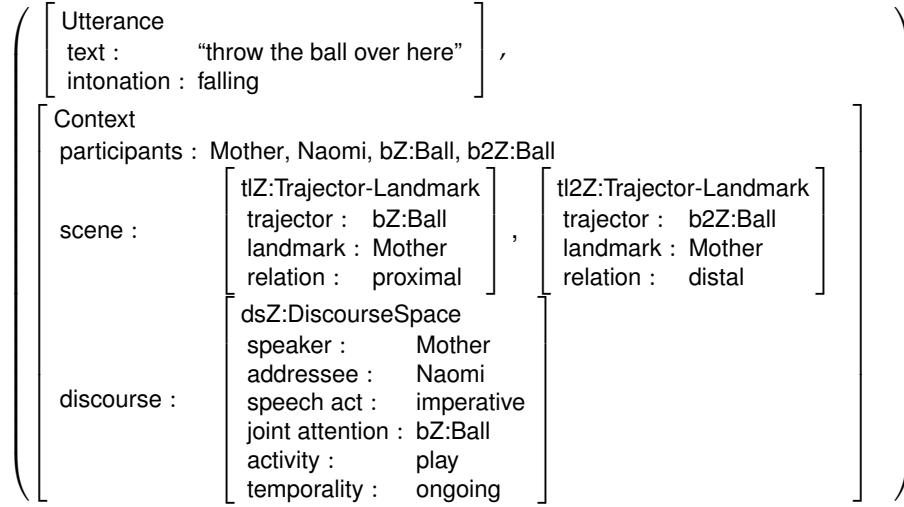 Utterance
text : “throw the ball over here” ,
intonation : falling
Context
participants : Mother, Naomi, bZ:Ball, b2Z:Ball
tlZ:Trajector-Landmark tl2Z:Trajector-Landmark
trajector : bZ:Ball trajector : b2Z:Ball
scene : landmark : Mother , landmark : Mother
relation : proximal relation : distal
dsZ:DiscourseSpace
speaker : Mother
addressee : Naomi
discourse : speech act : imperative
joint attention : bZ:Ball
activity : play
temporality : ongoing